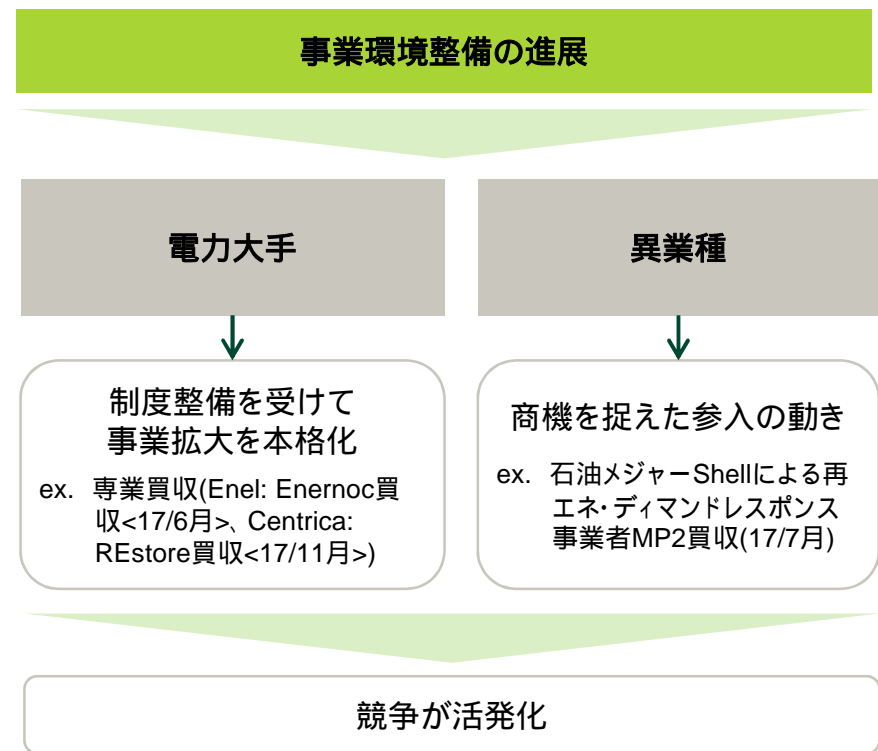 事業環境整備の進展
電力大手
異業種
制度整備を受けて
事業拡大を本格化
ex. 専業買収(Enel: Enernoc買
収<17/6月>、Centrica:
REstore買収<17/11月>)
商機を捉えた参入の動き
ex. 石油メジャーShellによる再
エネ・ディマンドレスポンス
事業者MP2買収(17/7月)
競争が活発化